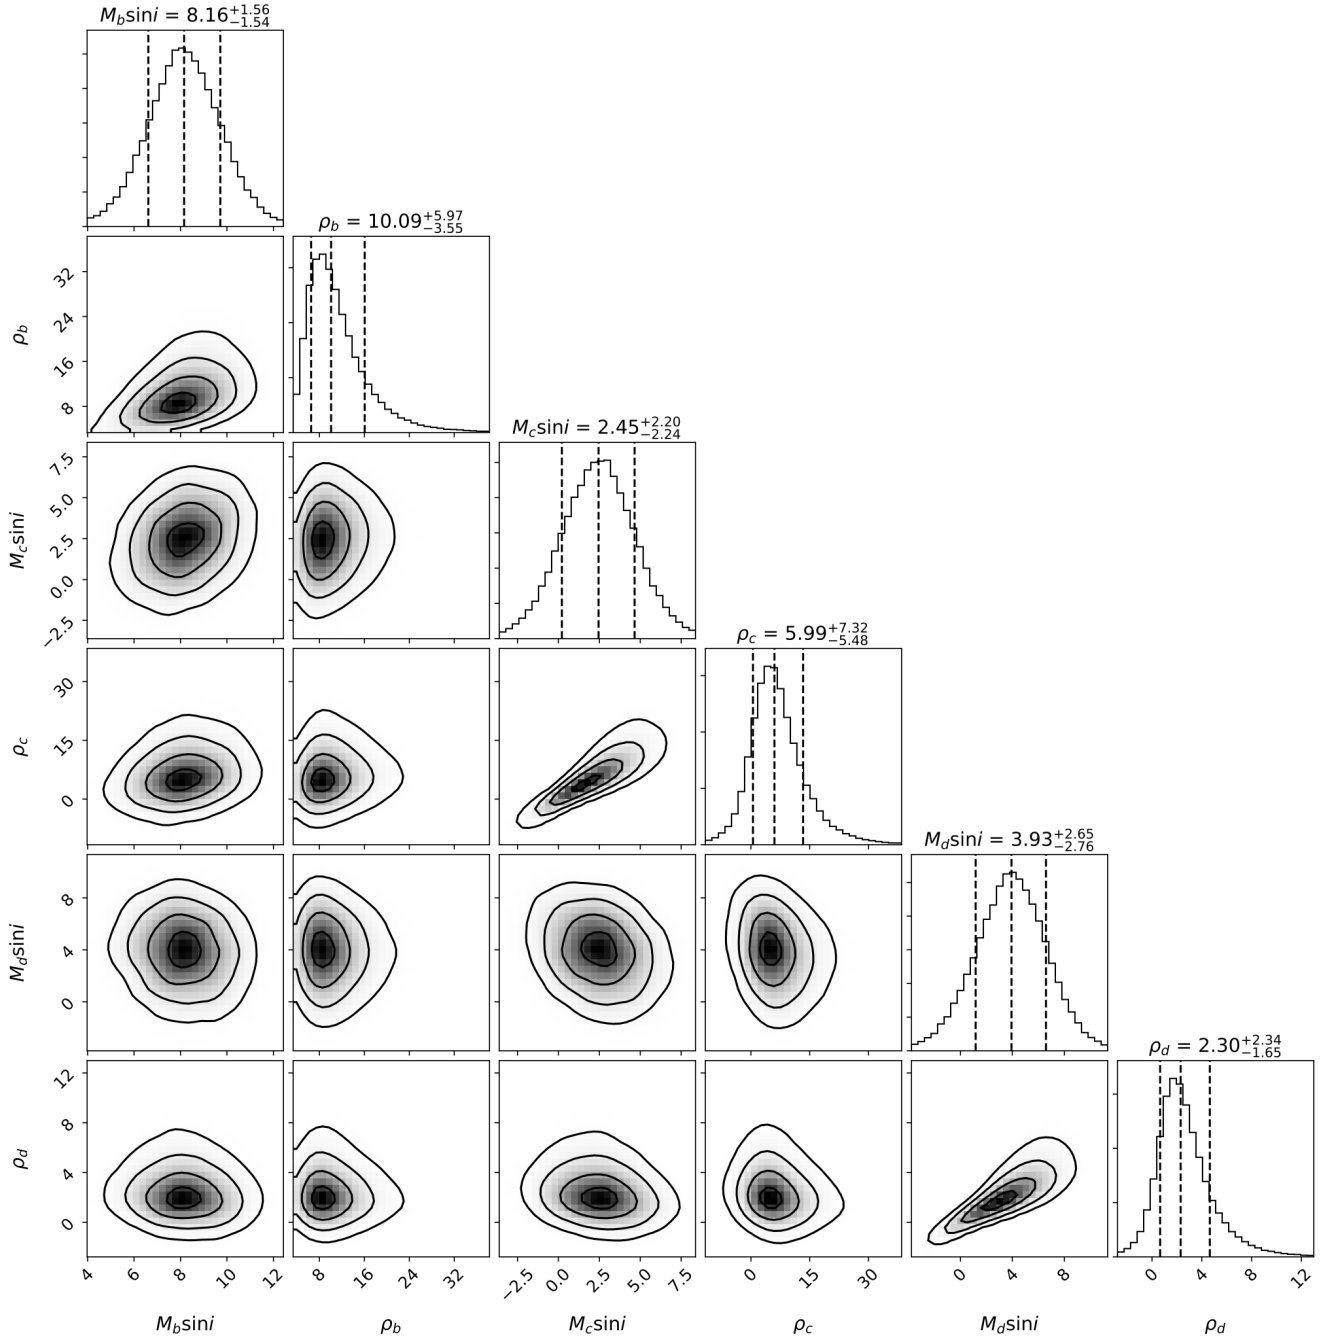 M_b sin i = 8.16 +1.56 −1.54
ρ_b = 10.09 +5.97 −3.55
32
24
16
8
ρ_b
M_c sin i = 2.45 +2.20 −2.24
7.5
5.0
2.5
0.0
−2.5
M_c sin i
ρ_c = 5.99 +7.32 −5.48
30
15
0
ρ_c
M_d sin i = 3.93 +2.65 −2.76
8
4
0
M_d sin i
ρ_d = 2.30 +2.34 −1.65
12
8
4
0
ρ_d
4 6 8 10 12
8 16 24 32
−2.5 0.0 2.5 5.0 7.5
0 15 30
0 4 8
0 4 8 12
M_b sin i ρ_b M_c sin i ρ_c M_d sin i ρ_d